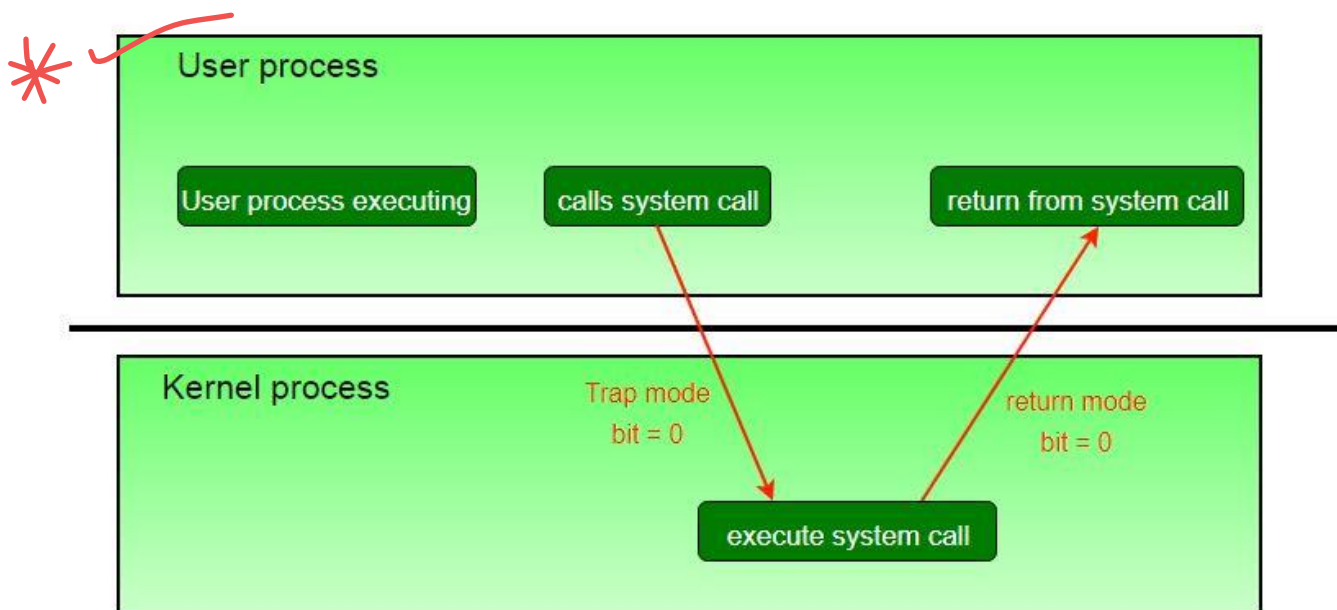 User process
User process executing
calls system call
return from system call
Kernel process
Trap mode
bit = 0
return mode
bit = 0
execute system call